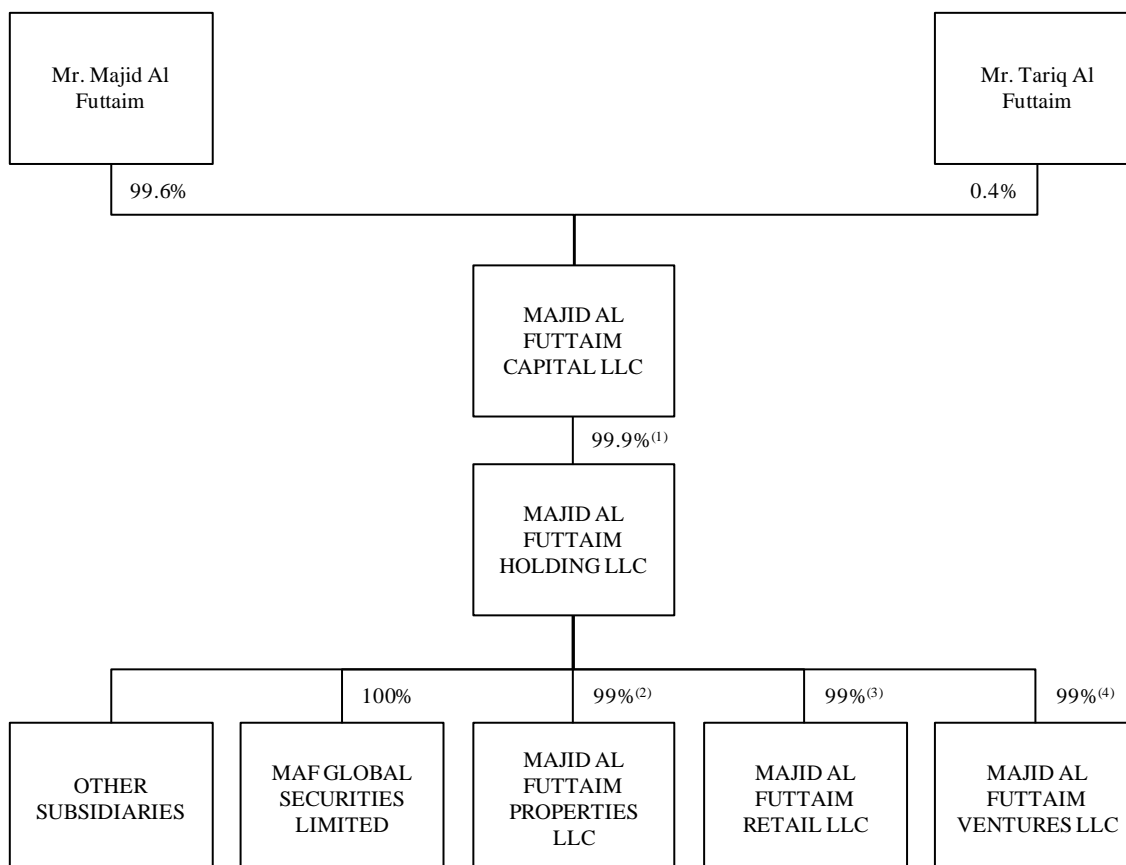 Mr. Majid Al
Futtaim
Mr. Tariq Al
Futtaim
99.6%
0.4%
MAJID AL
FUTTAIM
CAPITAL LLC
99.9%(1)
MAJID AL
FUTTAIM
HOLDING LLC
100%
99%(2)
99%(3)
99%(4)
OTHER
SUBSIDIARIES
MAF GLOBAL
SECURITIES
LIMITED
MAJID AL
FUTTAIM
PROPERTIES
LLC
MAJID AL
FUTTAIM
RETAIL LLC
MAJID AL
FUTTAIM
VENTURES LLC